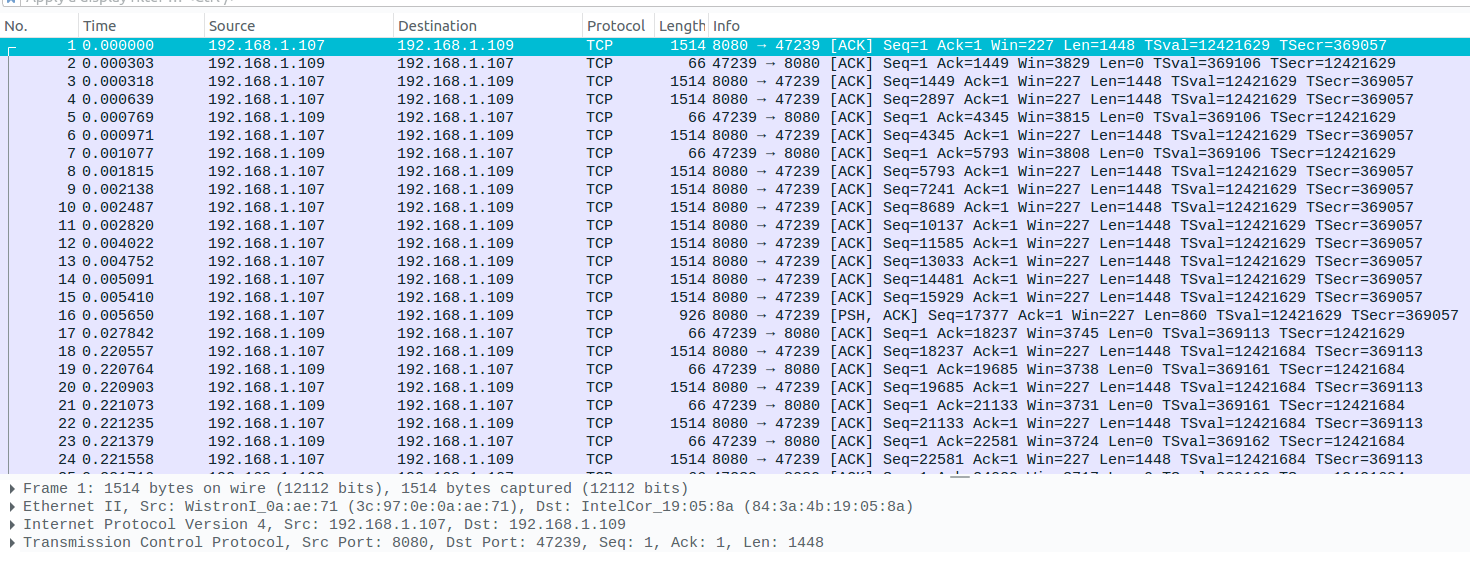 No. Time Source Destination Protocol Length Info
1 0.000000 192.168.1.107 192.168.1.109 TCP 1514 8080 → 47239 [ACK] Seq=1 Ack=1 Win=227 Len=1448 TSval=12421629 TSecr=369057
2 0.000303 192.168.1.109 192.168.1.107 TCP 66 47239 → 8080 [ACK] Seq=1 Ack=1449 Win=3829 Len=0 TSval=369106 TSecr=12421629
3 0.000318 192.168.1.107 192.168.1.109 TCP 1514 8080 → 47239 [ACK] Seq=1449 Ack=1 Win=227 Len=1448 TSval=12421629 TSecr=369057
4 0.000639 192.168.1.107 192.168.1.109 TCP 1514 8080 → 47239 [ACK] Seq=2897 Ack=1 Win=227 Len=1448 TSval=12421629 TSecr=369057
5 0.000769 192.168.1.109 192.168.1.107 TCP 66 47239 → 8080 [ACK] Seq=1 Ack=4345 Win=3815 Len=0 TSval=369106 TSecr=12421629
6 0.000971 192.168.1.107 192.168.1.109 TCP 1514 8080 → 47239 [ACK] Seq=4345 Ack=1 Win=227 Len=1448 TSval=12421629 TSecr=369057
7 0.001077 192.168.1.109 192.168.1.107 TCP 66 47239 → 8080 [ACK] Seq=1 Ack=5793 Win=3808 Len=0 TSval=369106 TSecr=12421629
8 0.001815 192.168.1.107 192.168.1.109 TCP 1514 8080 → 47239 [ACK] Seq=5793 Ack=1 Win=227 Len=1448 TSval=12421629 TSecr=369057
9 0.002138 192.168.1.107 192.168.1.109 TCP 1514 8080 → 47239 [ACK] Seq=7241 Ack=1 Win=227 Len=1448 TSval=12421629 TSecr=369057
10 0.002487 192.168.1.107 192.168.1.109 TCP 1514 8080 → 47239 [ACK] Seq=8689 Ack=1 Win=227 Len=1448 TSval=12421629 TSecr=369057
11 0.002820 192.168.1.107 192.168.1.109 TCP 1514 8080 → 47239 [ACK] Seq=10137 Ack=1 Win=227 Len=1448 TSval=12421629 TSecr=369057
12 0.004022 192.168.1.107 192.168.1.109 TCP 1514 8080 → 47239 [ACK] Seq=11585 Ack=1 Win=227 Len=1448 TSval=12421629 TSecr=369057
13 0.004752 192.168.1.107 192.168.1.109 TCP 1514 8080 → 47239 [ACK] Seq=13033 Ack=1 Win=227 Len=1448 TSval=12421629 TSecr=369057
14 0.005091 192.168.1.107 192.168.1.109 TCP 1514 8080 → 47239 [ACK] Seq=14481 Ack=1 Win=227 Len=1448 TSval=12421629 TSecr=369057
15 0.005410 192.168.1.107 192.168.1.109 TCP 1514 8080 → 47239 [ACK] Seq=15929 Ack=1 Win=227 Len=1448 TSval=12421629 TSecr=369057
16 0.005650 192.168.1.107 192.168.1.109 TCP 926 8080 → 47239 [PSH, ACK] Seq=17377 Ack=1 Win=227 Len=860 TSval=12421629 TSecr=369057
17 0.027842 192.168.1.109 192.168.1.107 TCP 66 47239 → 8080 [ACK] Seq=1 Ack=18237 Win=3745 Len=0 TSval=369113 TSecr=12421629
18 0.220557 192.168.1.107 192.168.1.109 TCP 1514 8080 → 47239 [ACK] Seq=18237 Ack=1 Win=227 Len=1448 TSval=12421684 TSecr=369113
19 0.220764 192.168.1.109 192.168.1.107 TCP 66 47239 → 8080 [ACK] Seq=1 Ack=19685 Win=3738 Len=0 TSval=369161 TSecr=12421684
20 0.220903 192.168.1.107 192.168.1.109 TCP 1514 8080 → 47239 [ACK] Seq=19685 Ack=1 Win=227 Len=1448 TSval=12421684 TSecr=369113
21 0.221073 192.168.1.109 192.168.1.107 TCP 66 47239 → 8080 [ACK] Seq=1 Ack=21133 Win=3731 Len=0 TSval=369161 TSecr=12421684
22 0.221235 192.168.1.107 192.168.1.109 TCP 1514 8080 → 47239 [ACK] Seq=21133 Ack=1 Win=227 Len=1448 TSval=12421684 TSecr=369113
23 0.221379 192.168.1.109 192.168.1.107 TCP 66 47239 → 8080 [ACK] Seq=1 Ack=22581 Win=3724 Len=0 TSval=369162 TSecr=12421684
24 0.221558 192.168.1.107 192.168.1.109 TCP 1514 8080 → 47239 [ACK] Seq=22581 Ack=1 Win=227 Len=1448 TSval=12421684 TSecr=369113
Frame 1: 1514 bytes on wire (12112 bits), 1514 bytes captured (12112 bits)
Ethernet II, Src: WistronI_0a:ae:71 (3c:97:0e:0a:ae:71), Dst: IntelCor_19:05:8a (84:3a:4b:19:05:8a)
Internet Protocol Version 4, Src: 192.168.1.107, Dst: 192.168.1.109
Transmission Control Protocol, Src Port: 8080, Dst Port: 47239, Seq: 1, Ack: 1, Len: 1448